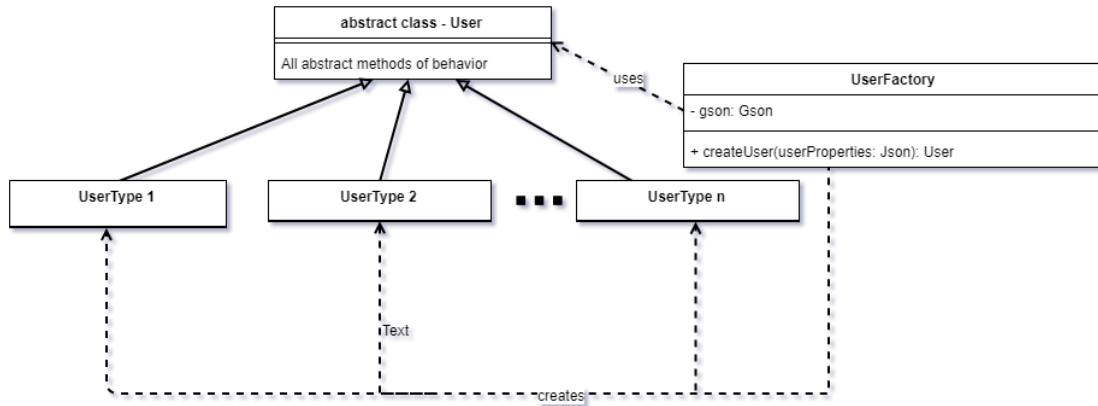 abstract class - User
All abstract methods of behavior
uses
UserFactory
- gson: Gson
+ createUser(userProperties: Json): User
UserType 1
UserType 2
UserType n
Text
creates